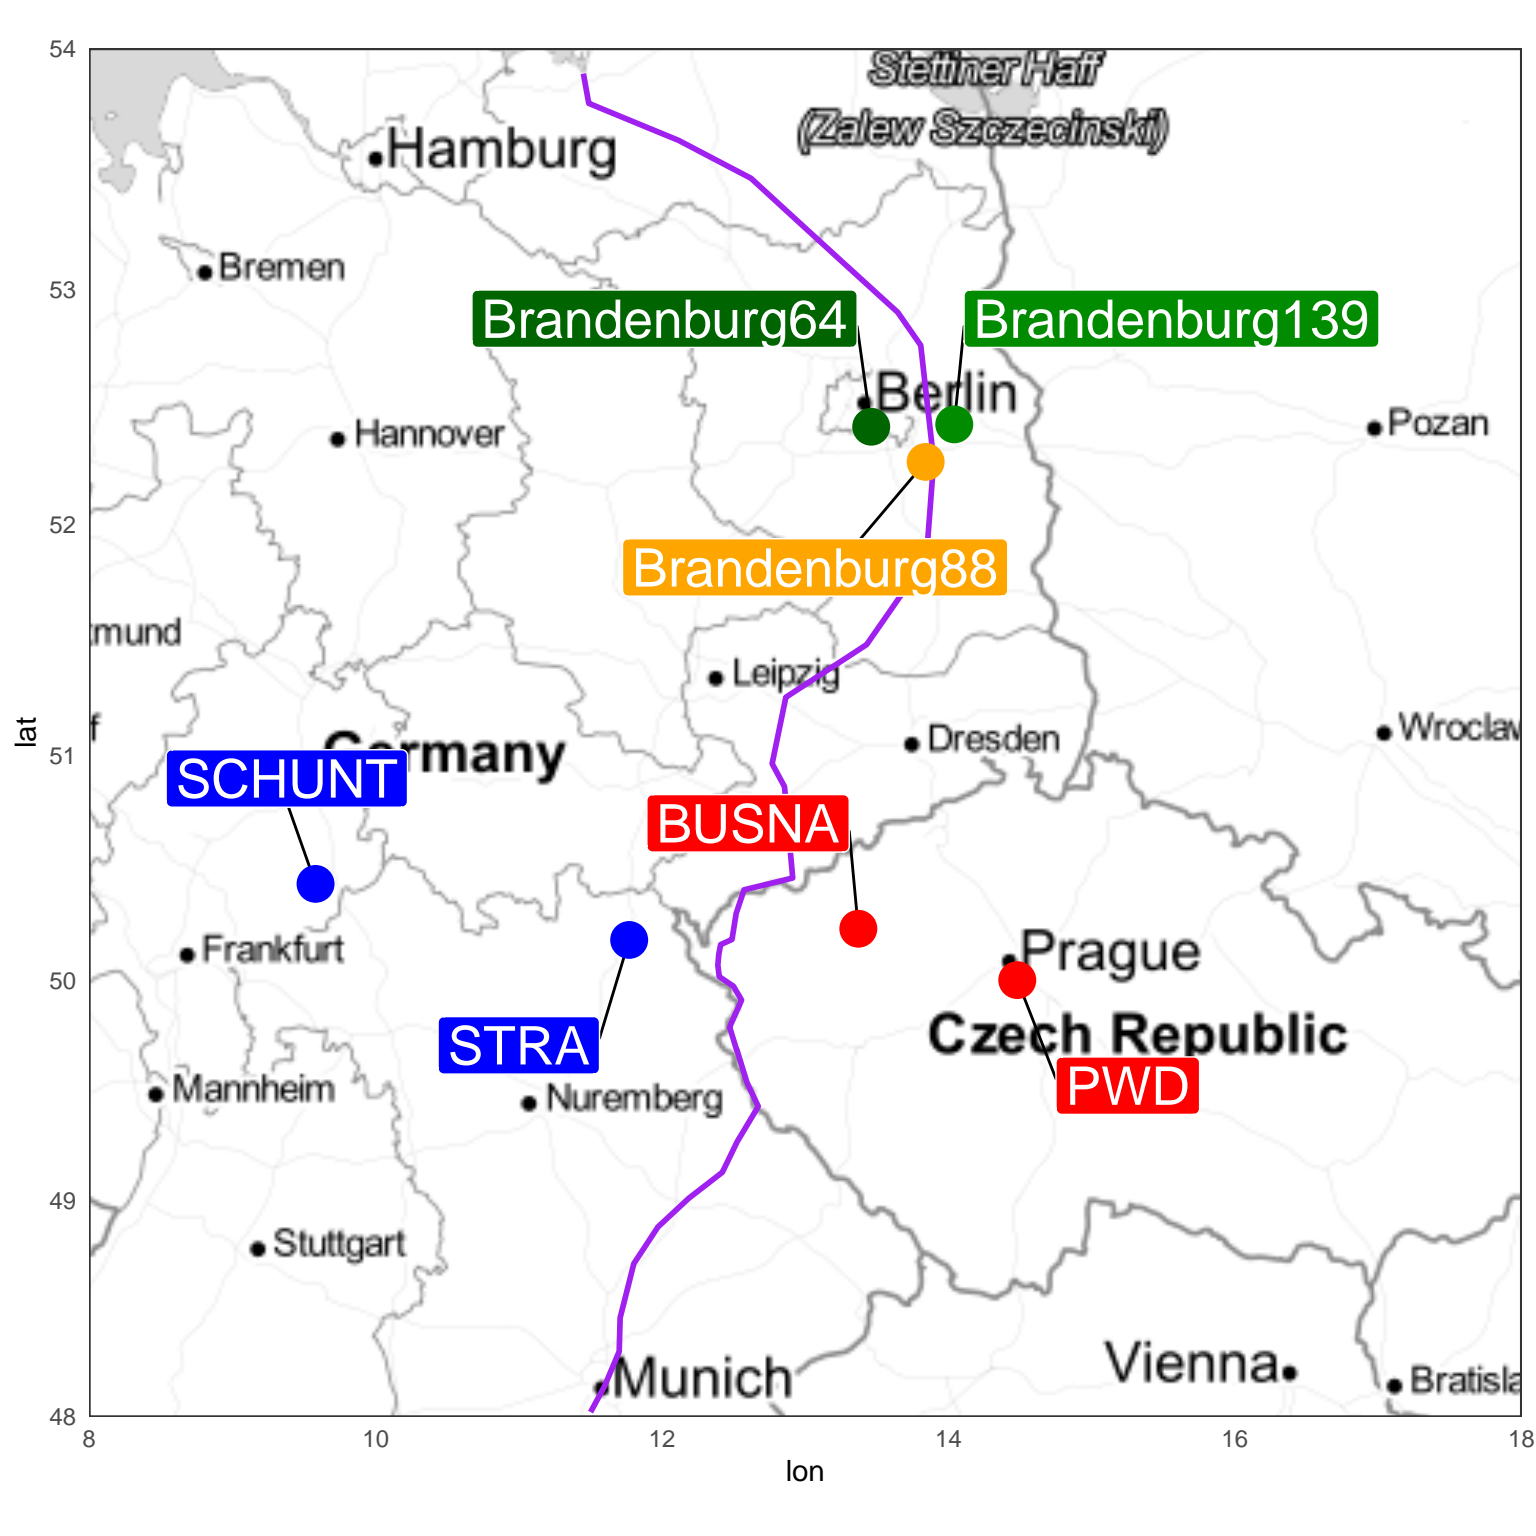 54
Stettiner Haff
(Zalew Szczecinski)
Hamburg
Bremen
53
Brandenburg64
Brandenburg139
Berlin
Hannover
Pozan
52
Brandenburg88
tmund
Leipzig
f
Wroclaw
Dresden
51
Germany
SCHUNT
BUSNA
Frankfurt
Prague
50
Czech Republic
STRA
PWD
Mannheim
Nuremberg
49
Stuttgart
Vienna
Munich
Bratisla
48
8
10
12
14
16
18
lon
lat